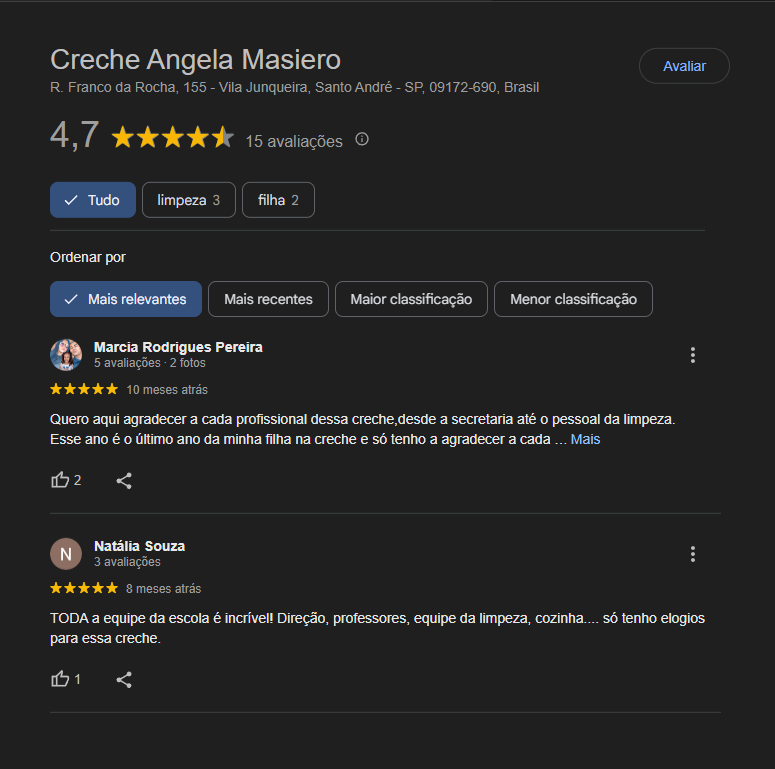 Creche Angela Masiero
Avaliar
R. Franco da Rocha, 155 - Vila Junqueira, Santo André - SP, 09172-690, Brasil
4,7 15 avaliações
Tudo limpeza 3 filha 2
Ordenar por
Mais relevantes Mais recentes Maior classificação Menor classificação
Marcia Rodrigues Pereira
5 avaliações · 2 fotos
10 meses atrás
Quero aqui agradecer a cada profissional dessa creche,desde a secretaria até o pessoal da limpeza.
Esse ano é o último ano da minha filha na creche e só tenho a agradecer a cada ... Mais
2
N
Natália Souza
3 avaliações
8 meses atrás
TODA a equipe da escola é incrível! Direção, professores, equipe da limpeza, cozinha.... só tenho elogios
para essa creche.
1